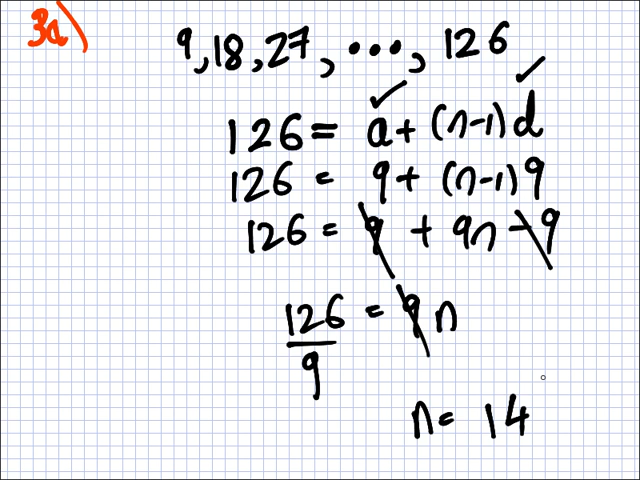 3a)
9, 18, 27, ..., 126
126 = a + (n-1)d
126 = 9 + (n-1)9
126 = 9 + 9n - 9
126/9 = 9n
n = 14